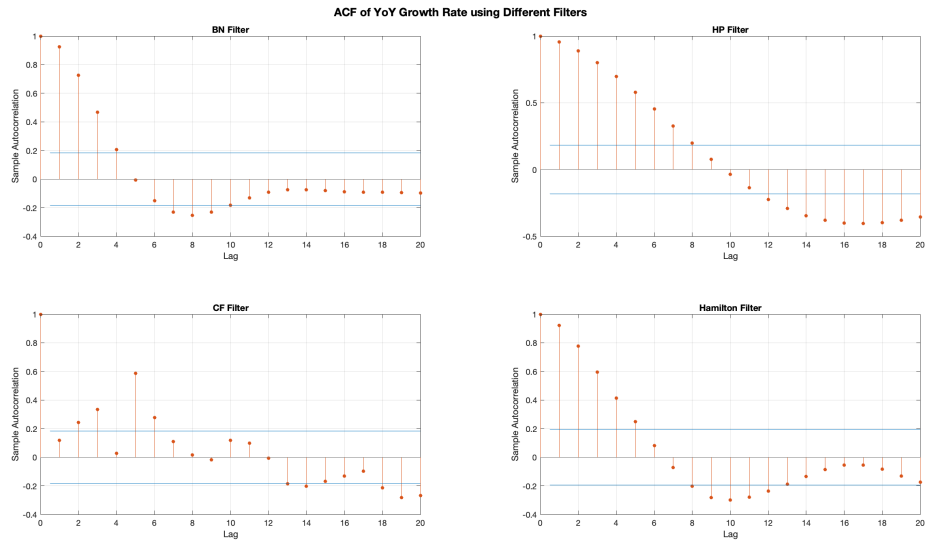 ACF of YoY Growth Rate using Different Filters
BN Filter
1
0.8
0.6
0.4
0.2
0
-0.2
-0.4
Sample Autocorrelation
0 2 4 6 8 10 12 14 16 18 20
Lag
HP Filter
1
0.5
0
-0.5
Sample Autocorrelation
0 2 4 6 8 10 12 14 16 18 20
Lag
CF Filter
1
0.8
0.6
0.4
0.2
0
-0.2
-0.4
Sample Autocorrelation
0 2 4 6 8 10 12 14 16 18 20
Lag
Hamilton Filter
1
0.8
0.6
0.4
0.2
0
-0.2
-0.4
Sample Autocorrelation
0 2 4 6 8 10 12 14 16 18 20
Lag